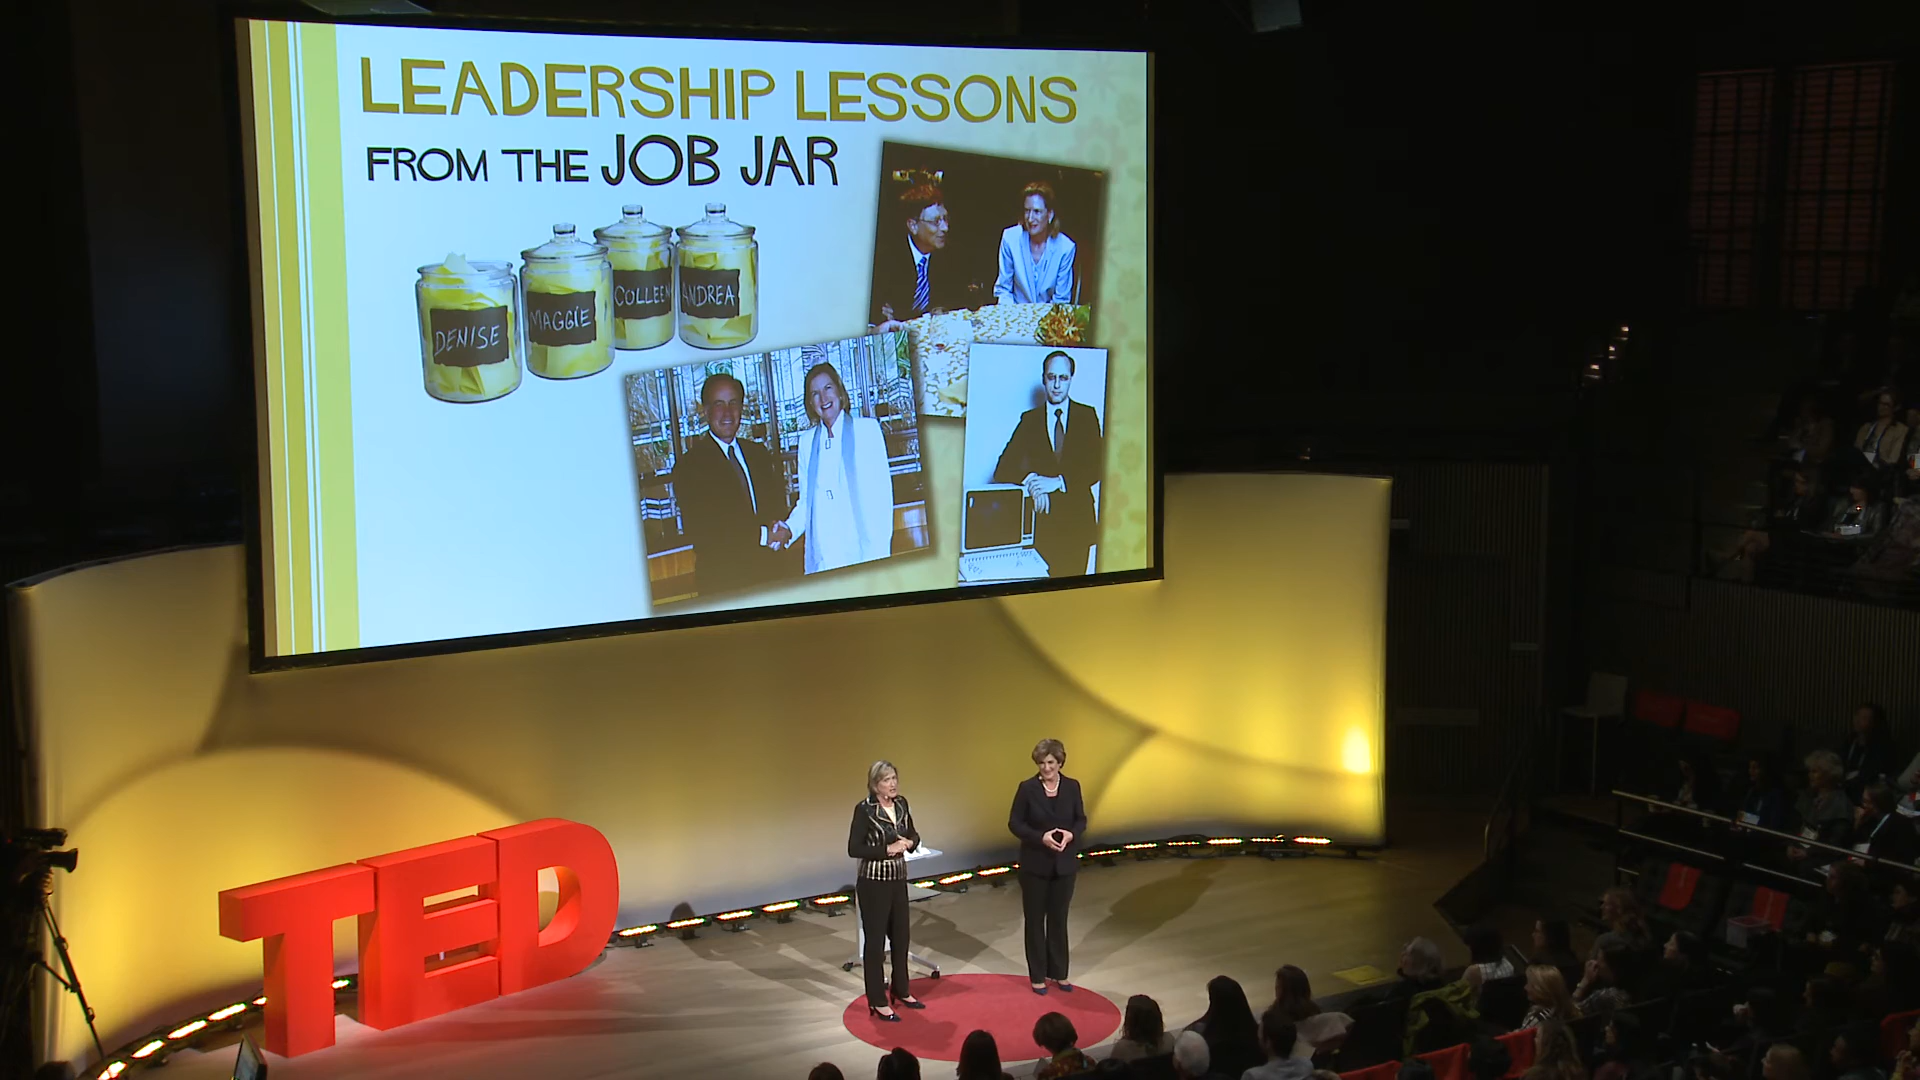 LEADERSHIP LESSONS
FROM THE JOB JAR
DENISE
MAGGIE
COLLEEN
ANDREA
TED